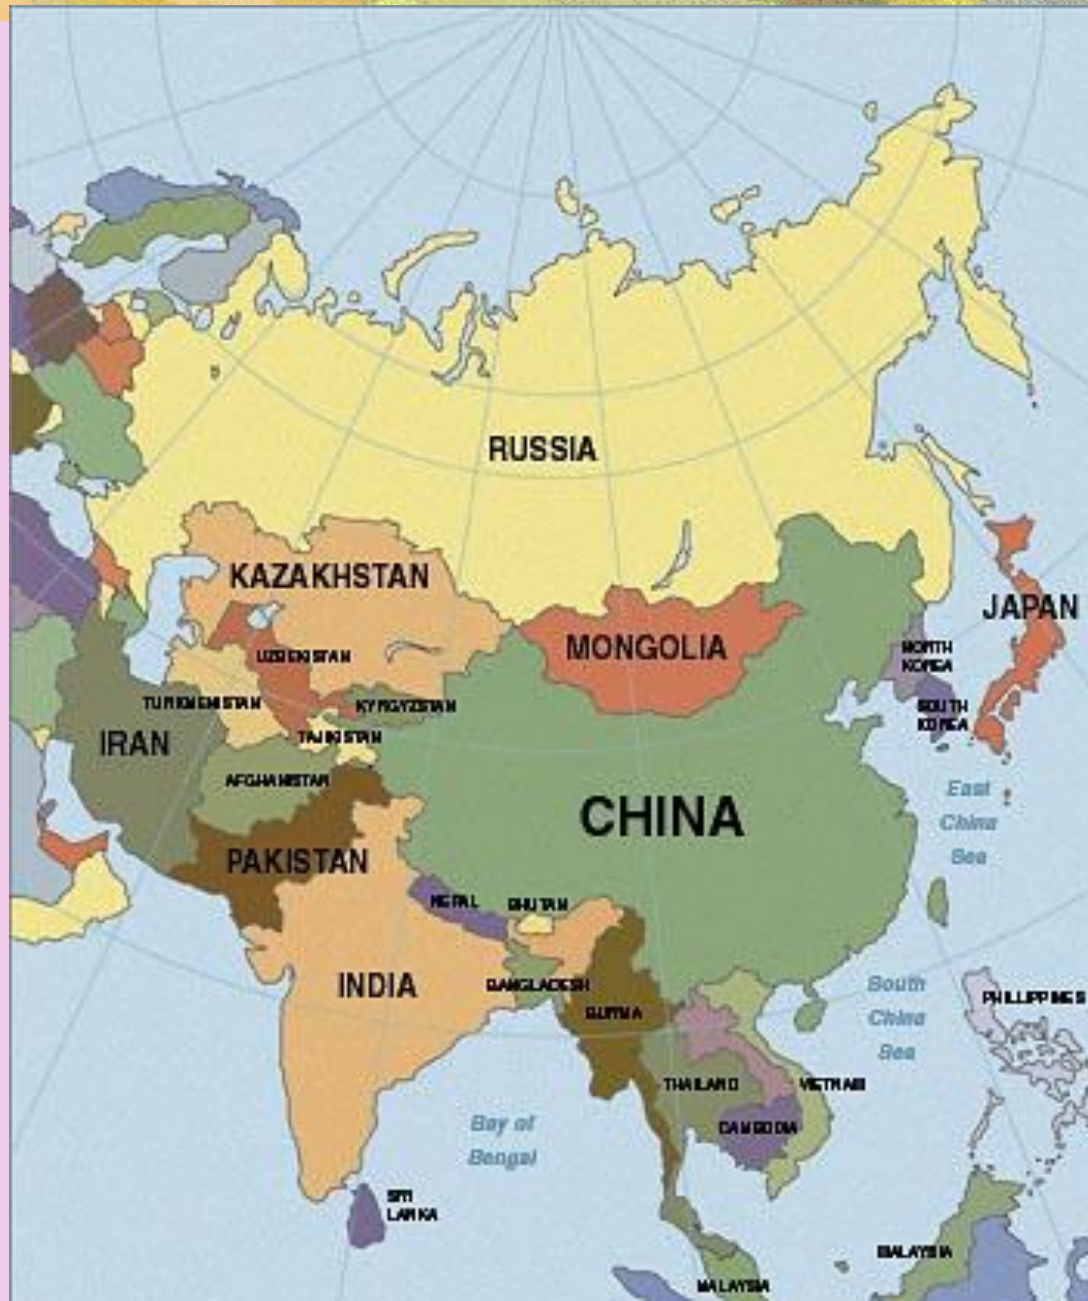 RUSSIA
KAZAKHSTAN
JAPAN
MONGOLIA
NORTH
KOREA
UZBEKISTAN
TURKMENISTAN
KYRGYZSTAN
SOUTH
KOREA
IRAN
TAJIKISTAN
AFGHANISTAN
East
China
Sea
CHINA
PAKISTAN
NEPAL
BHUTAN
INDIA
BANGLADESH
South
China
Sea
PHILLIPPINES
BURMA
THAILAND
VIETNAM
CAMBODIA
Bay of
Bengal
SRI
LANKA
MALAYSIA
MALAYSIA